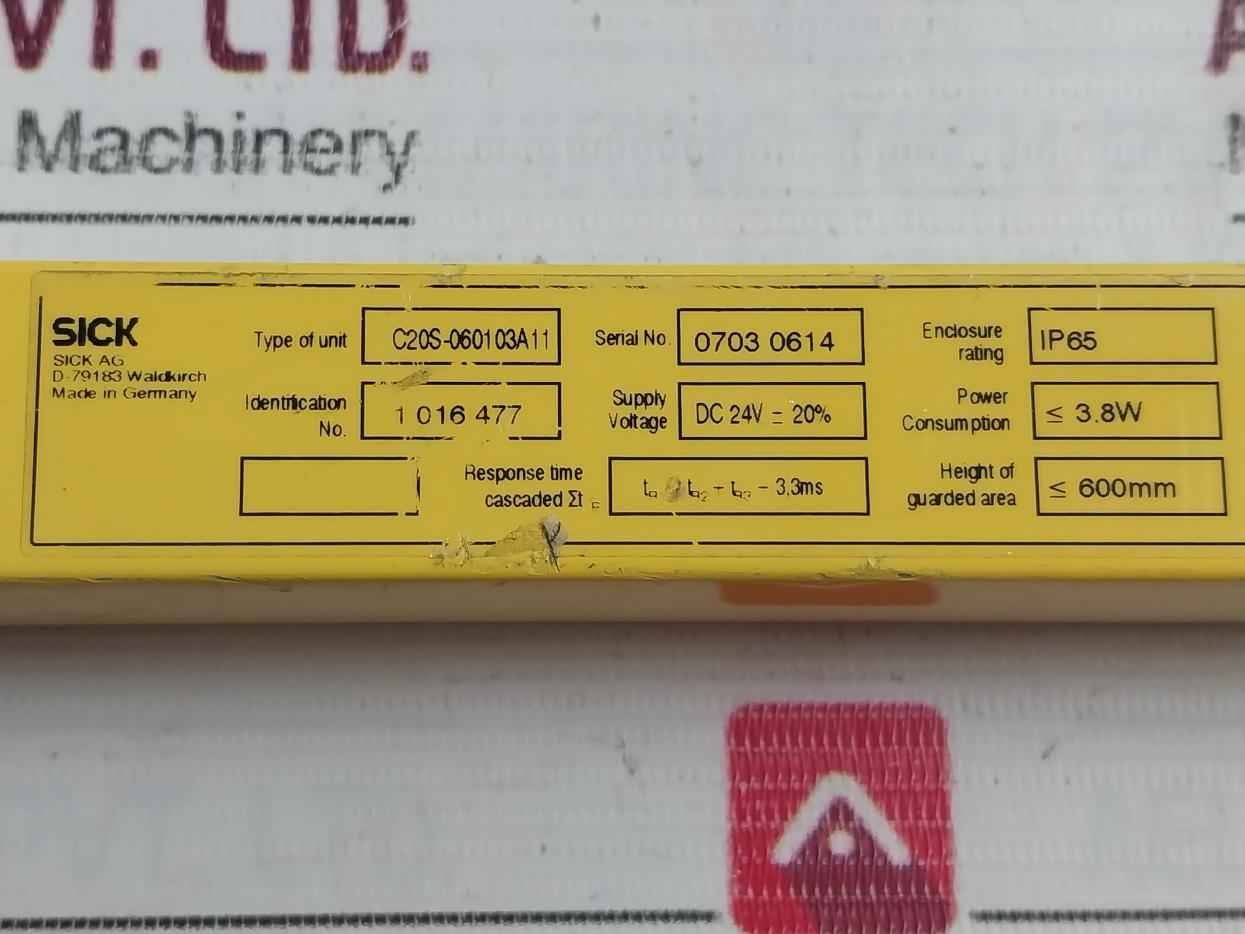 VT. LTD.
Machinery
SICK
SICK AG
D-79183 Waldkirch
Made in Germany
Type of unit C20S-060103A11
Serial No. 0703 0614
Enclosure rating IP65
Identification No. 1 016 477
Supply Voltage DC 24V ± 20%
Power Consumption ≤ 3.8W
Response time cascaded Σt
3,3ms
Height of guarded area ≤ 600mm